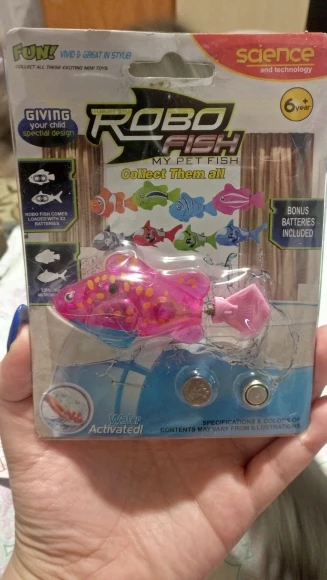 FUN! VIVID & GREAT IN STYLE!
COLLECT ALL THESE EXCITING NEW TOYS.
science
and technology
6+
year
GIVING
your child
special design
ROBO
FISH
MY PET FISH
Collect Them all
ROBO FISH COMES
LOADED WITH X2
BATTERIES
BONUS
BATTERIES
INCLUDED
Water
Activated!
SPECIFICATIONS & COLORS OF
CONTENTS MAY VARY FROM ILLUSTRATIONS